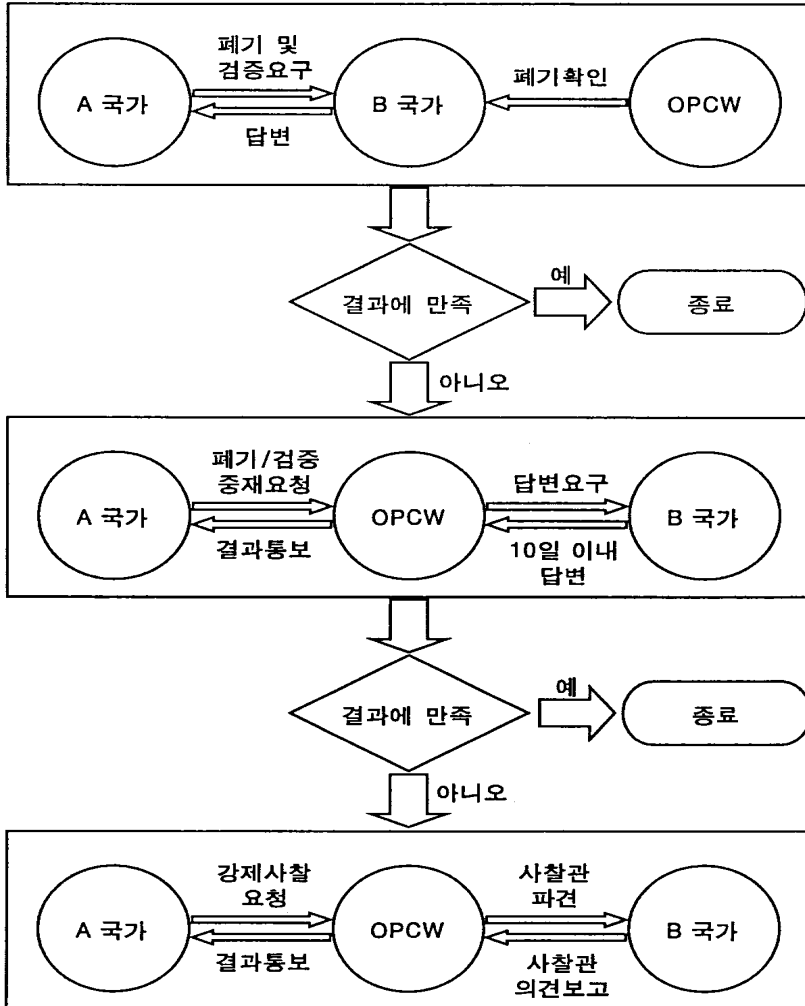 폐기 및
검증요구
A 국가
답변
B 국가
폐기확인
OPCW
결과에 만족
예
종료
아니오
폐기/검증
중재요청
A 국가
결과통보
OPCW
답변요구
10일 이내
답변
B 국가
결과에 만족
예
종료
아니오
강제사찰
요청
A 국가
결과통보
OPCW
사찰관
파견
사찰관
의견보고
B 국가